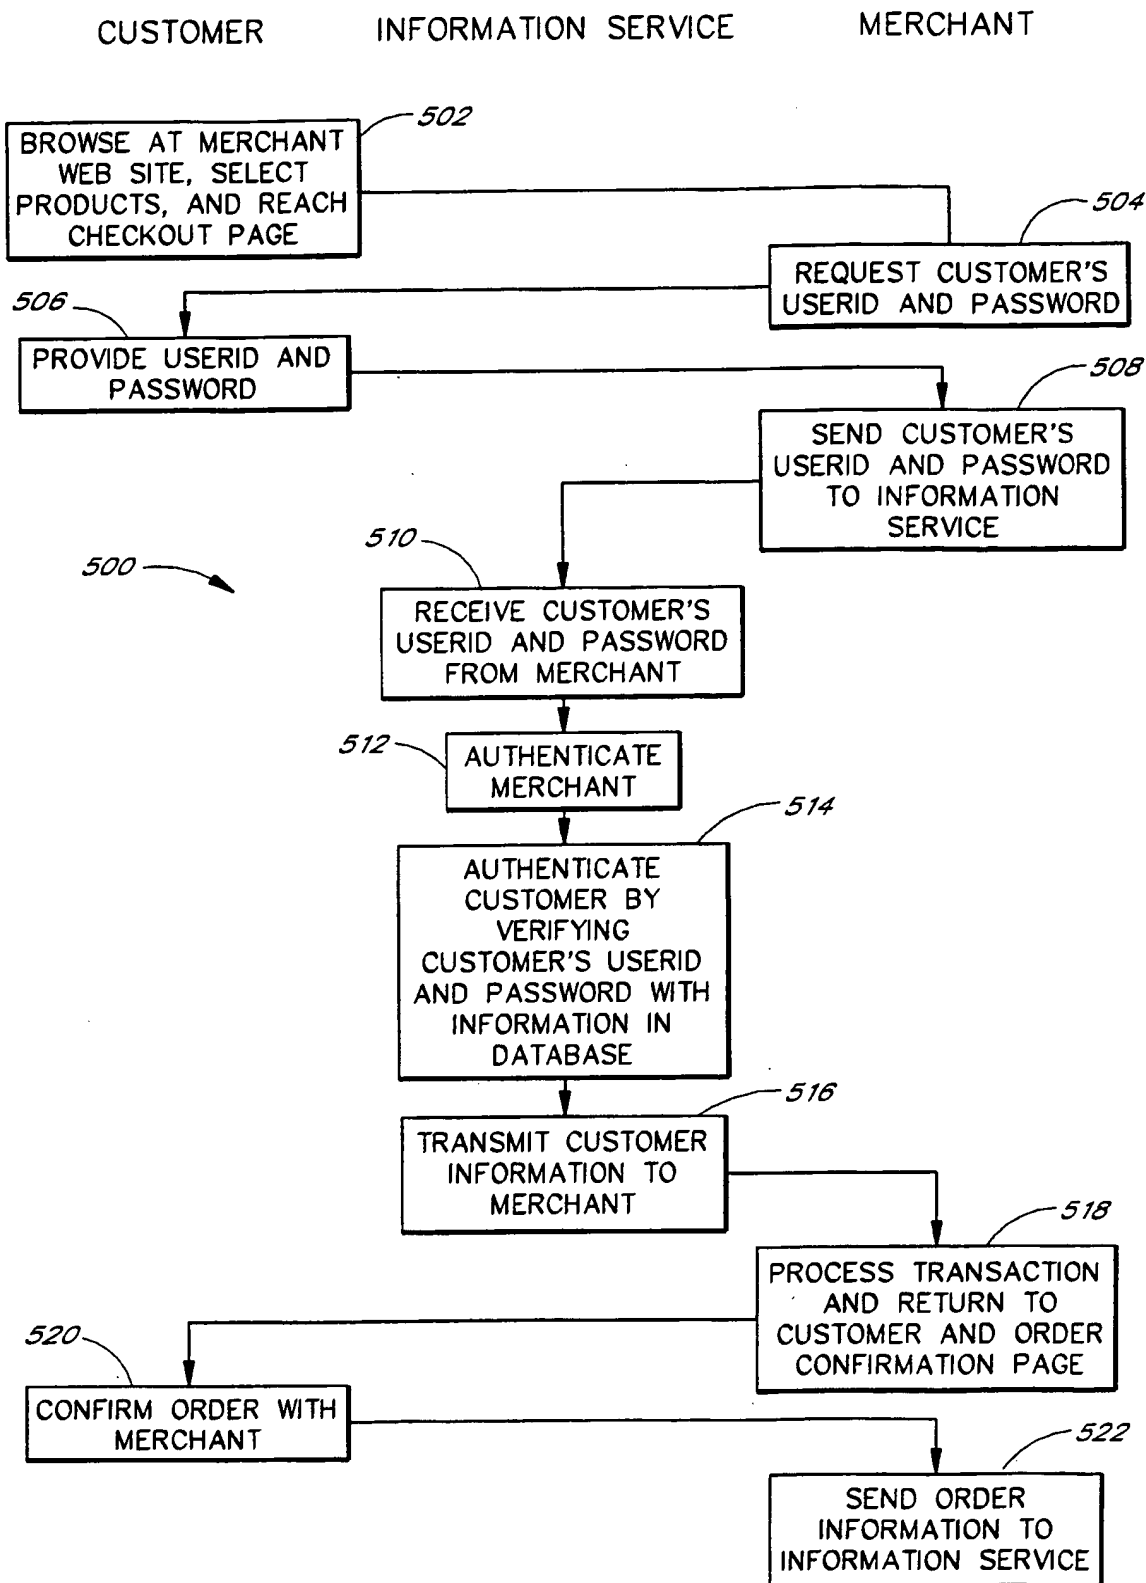 CUSTOMER INFORMATION SERVICE MERCHANT
502
BROWSE AT MERCHANT
WEB SITE, SELECT
PRODUCTS, AND REACH
CHECKOUT PAGE
504
REQUEST CUSTOMER'S
USERID AND PASSWORD
506
PROVIDE USERID AND
PASSWORD
508
SEND CUSTOMER'S
USERID AND PASSWORD
TO INFORMATION
SERVICE
510
500
RECEIVE CUSTOMER'S
USERID AND PASSWORD
FROM MERCHANT
512
AUTHENTICATE
MERCHANT
514
AUTHENTICATE
CUSTOMER BY
VERIFYING
CUSTOMER'S USERID
AND PASSWORD WITH
INFORMATION IN
DATABASE
516
TRANSMIT CUSTOMER
INFORMATION TO
MERCHANT
518
PROCESS TRANSACTION
AND RETURN TO
CUSTOMER AND ORDER
CONFIRMATION PAGE
520
CONFIRM ORDER WITH
MERCHANT
522
SEND ORDER
INFORMATION TO
INFORMATION SERVICE